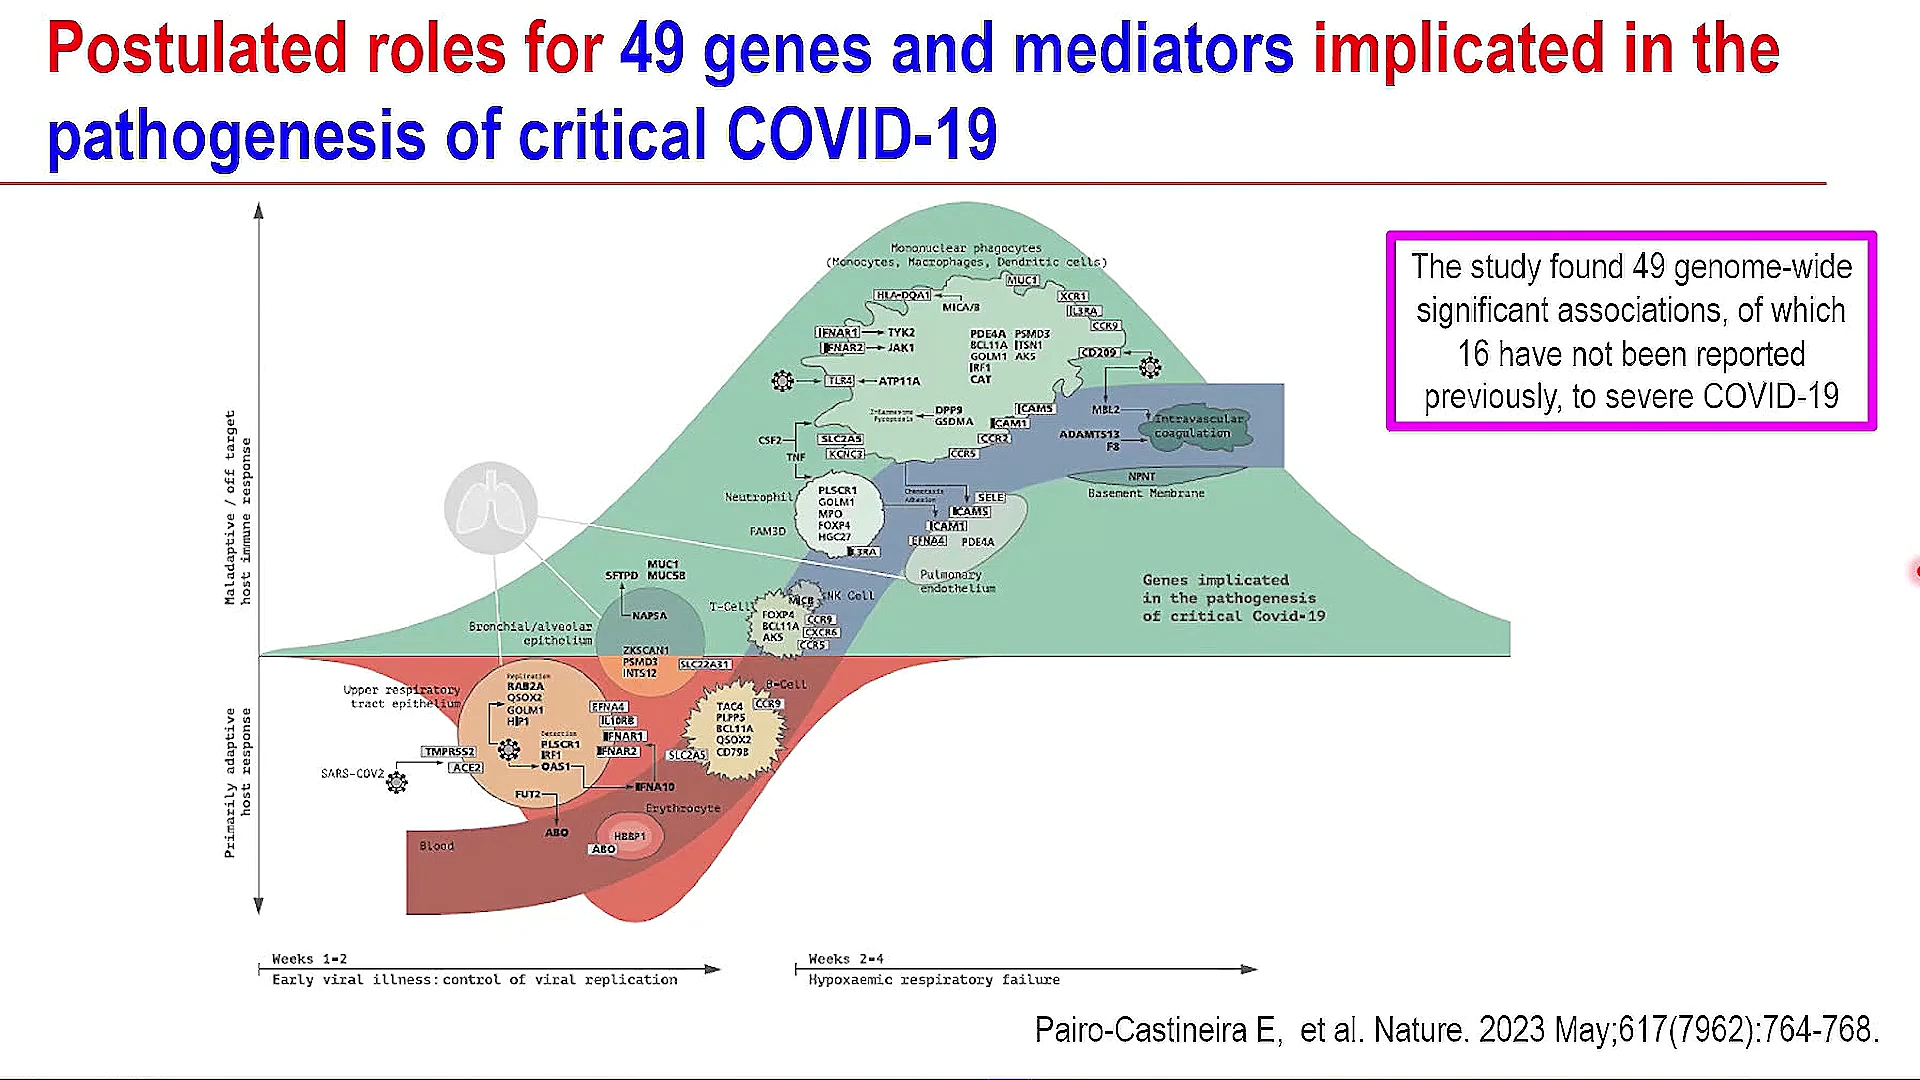 Postulated roles for 49 genes and mediators implicated in the
pathogenesis of critical COVID-19
The study found 49 genome-wide
significant associations, of which
16 have not been reported
previously, to severe COVID-19
Maladaptive / off target
host immune response
Primarily adaptive
host response
Mononuclear phagocytes
(Monocytes, Macrophages, Dendritic cells)
MUC1
HLA-DQA1
MICA/B
XCR1
IL3RA
CCR9
IFNAR1
TYK2
IFNAR2
JAK1
PDE4A PSMD3
BCL11A ITSN1
GOLM1 AK5
IRF1
CAT
CD209
TLR4
ATP11A
Inflammasome
Pyroptosis
DPP9
GSDMA
ICAM5
ICAM1
CCR2
CCR5
CSF2
TNF
SLC2A5
KCNC3
MBL2
ADAMTS13
F8
Intravascular
coagulation
NPNT
Basement Membrane
Neutrophil
FAM3D
PLSCR1
GOLM1
MPO
FOXP4
HGC27
IL3RA
Chemotaxis
Adhesion
SELE
ICAM5
ICAM1
EFNA4
PDE4A
Pulmonary
endothelium
Genes implicated
in the pathogenesis
of critical Covid-19
MUC1
SFTPD MUC5B
NAPSA
Bronchial/alveolar
epithelium
ZKSCAN1
PSMD3
INTS12
SLC22A31
T-Cell
MICB
NK Cell
FOXP4
BCL11A
AK5
CCR9
CXCR6
CCR5
B-Cell
CCR9
TAC4
PLPP5
BCL11A
QSOX2
CD79B
SLC2A5
Upper respiratory
tract epithelium
Replication
RAB2A
QSOX2
GOLM1
HIP1
Detection
PLSCR1
IRF1
OAS1
EFNA4
IL10RB
IFNAR1
IFNAR2
TMPRSS2
ACE2
SARS-COV2
FUT2
IFNA10
ABO
Erythrocyte
HBBP1
ABO
Blood
Weeks 1-2
Early viral illness: control of viral replication
Weeks 2-4
Hypoxaemic respiratory failure
Pairo-Castineira E, et al. Nature. 2023 May;617(7962):764-768.